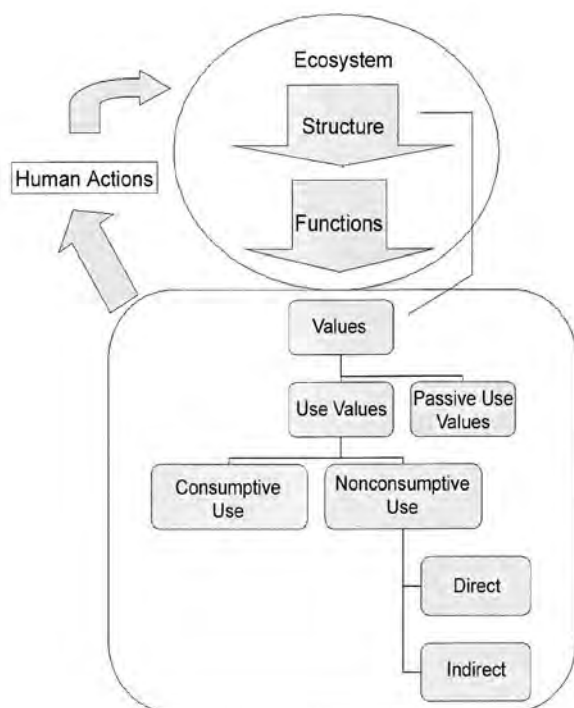 Ecosystem
Structure
Human Actions
Functions
Values
Use Values
Passive Use
Values
Consumptive
Use
Nonconsumptive
Use
Direct
Indirect